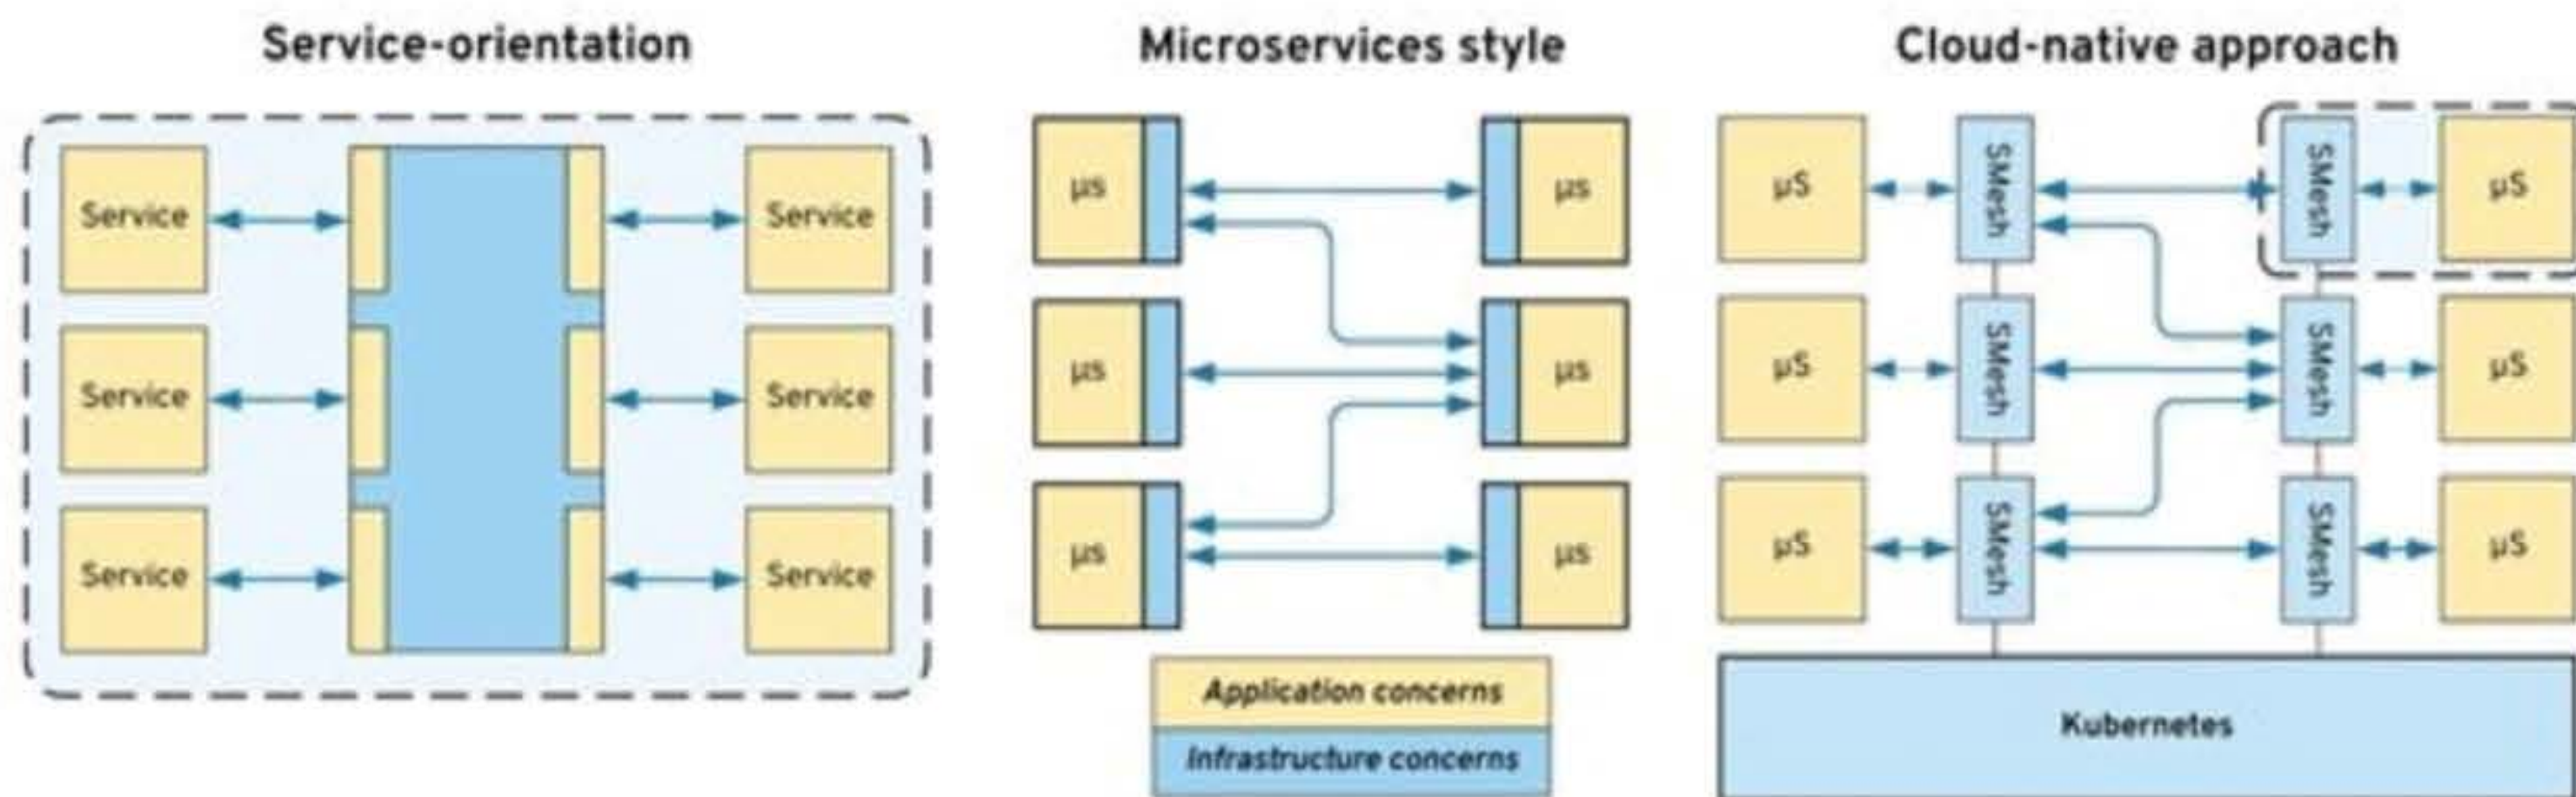 Service-orientation
Service
Service
Service
Service
Service
Service
Microservices style
µs
µs
µs
µs
µs
µs
Application concerns
Infrastructure concerns
Cloud-native approach
µS
SMesh
SMesh
µS
µS
SMesh
SMesh
µS
µS
SMesh
SMesh
µS
Kubernetes